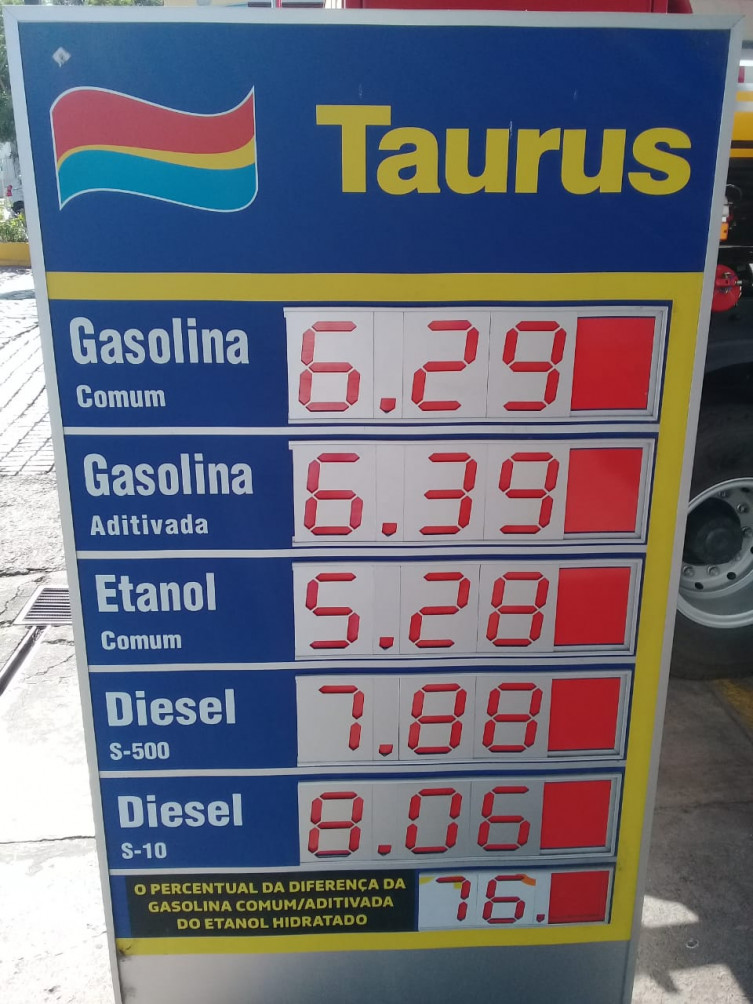 Taurus
Gasolina
Comum
6.29
Gasolina
Aditivada
6.39
Etanol
Comum
5.28
Diesel
S-500
7.88
Diesel
S-10
8.06
O PERCENTUAL DA DIFERENÇA DA
GASOLINA COMUM/ADITIVADA
DO ETANOL HIDRATADO
76.